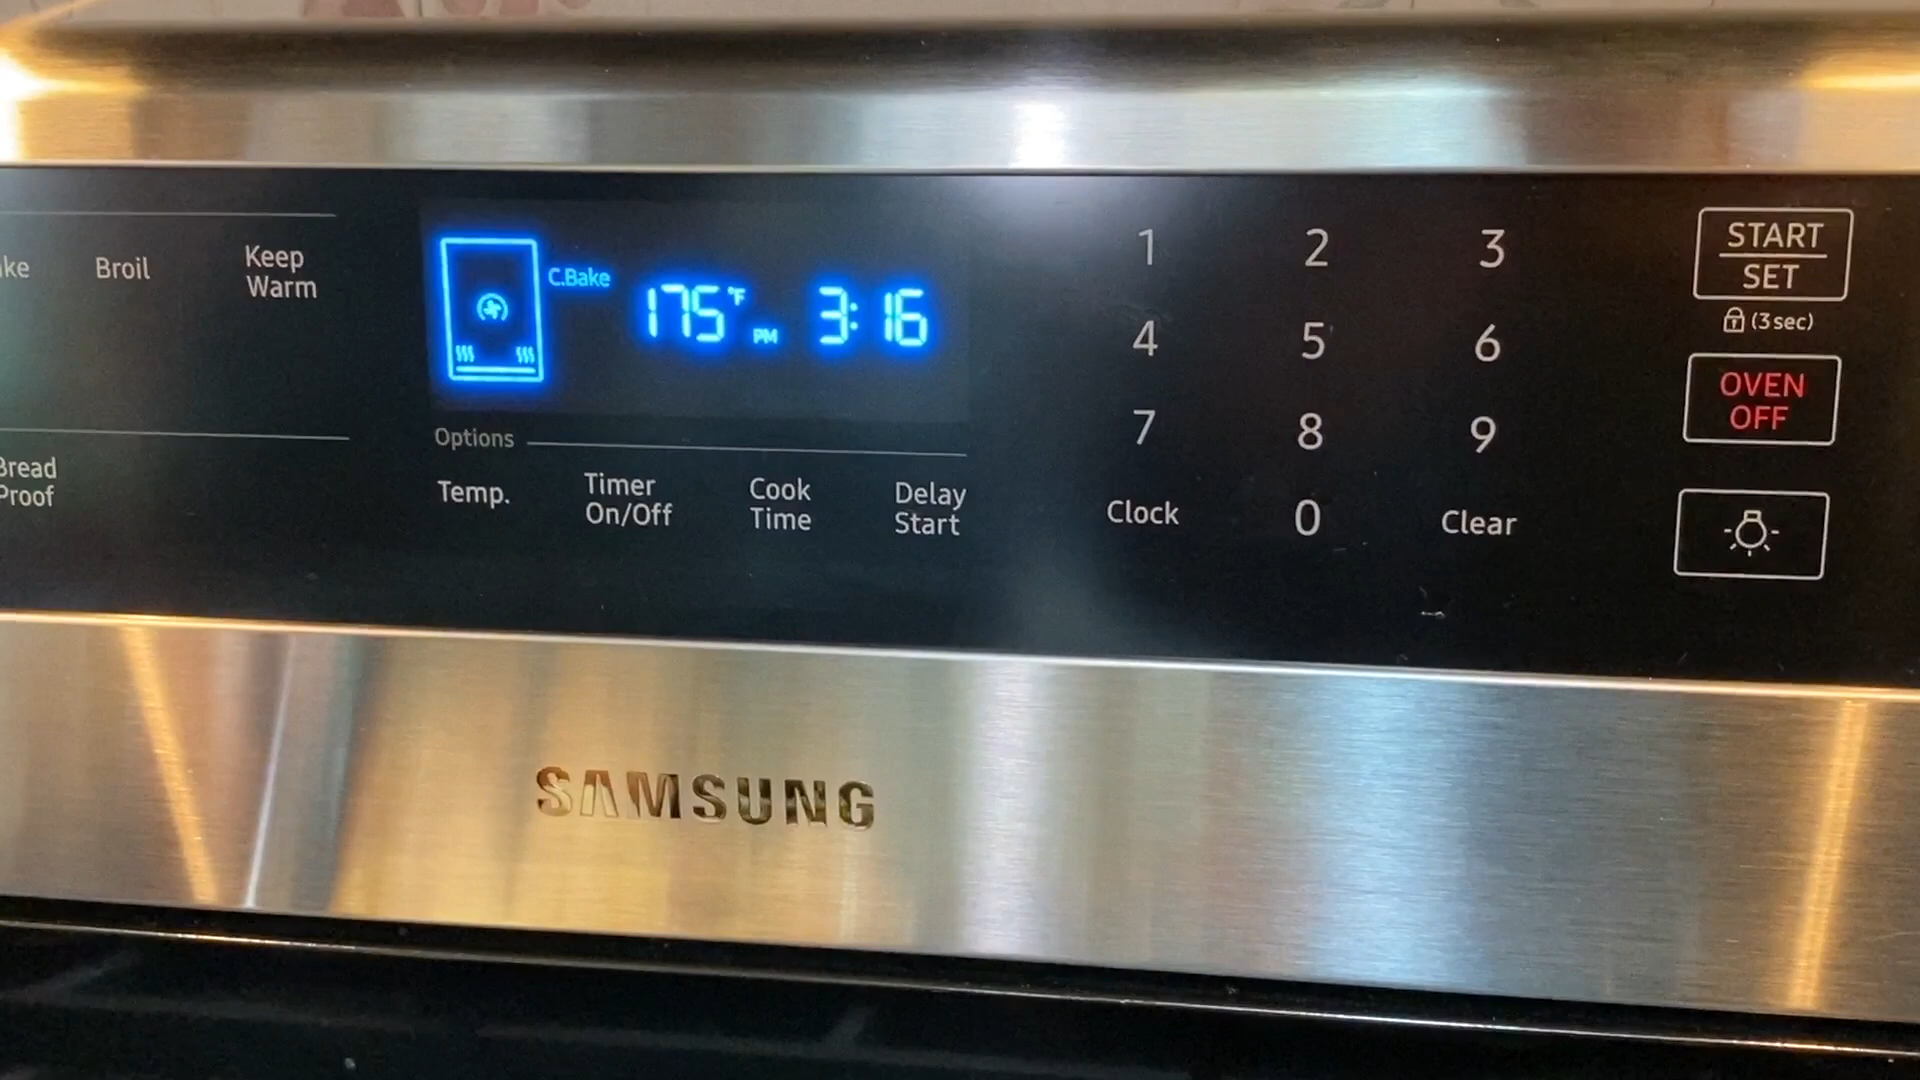 Broil
Keep
Warm
Bread
Proof
C.Bake
175°F
PM 3:16
Options
Temp.
Timer
On/Off
Cook
Time
Delay
Start
1 2 3
4 5 6
7 8 9
Clock 0 Clear
START
SET
(3 sec)
OVEN
OFF
SAMSUNG